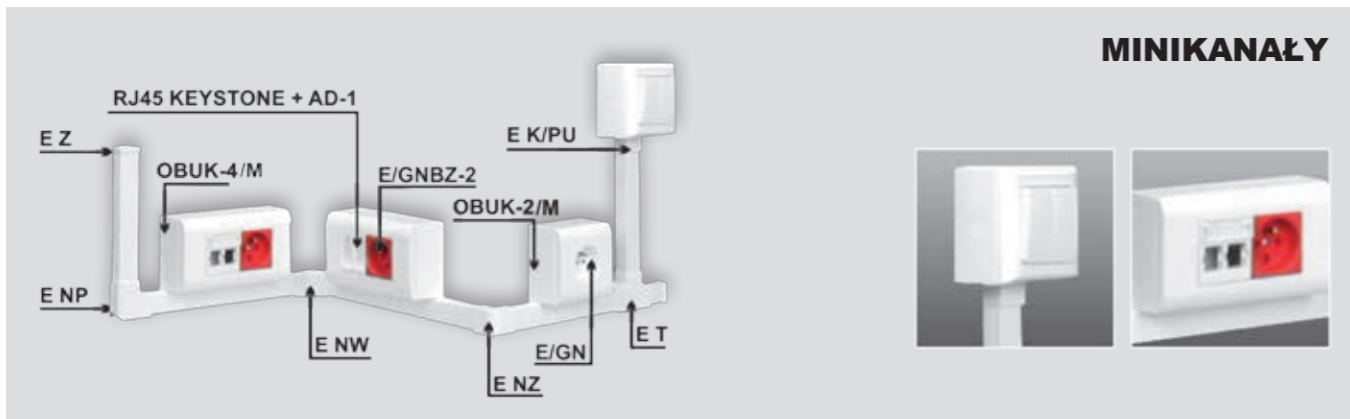 MINIKANAŁY
RJ45 KEYSTONE + AD-1
E Z
E K/PU
OBUK-4/M
E/GNBZ-2
OBUK-2/M
E NP
E NW
E/GN
E T
E NZ